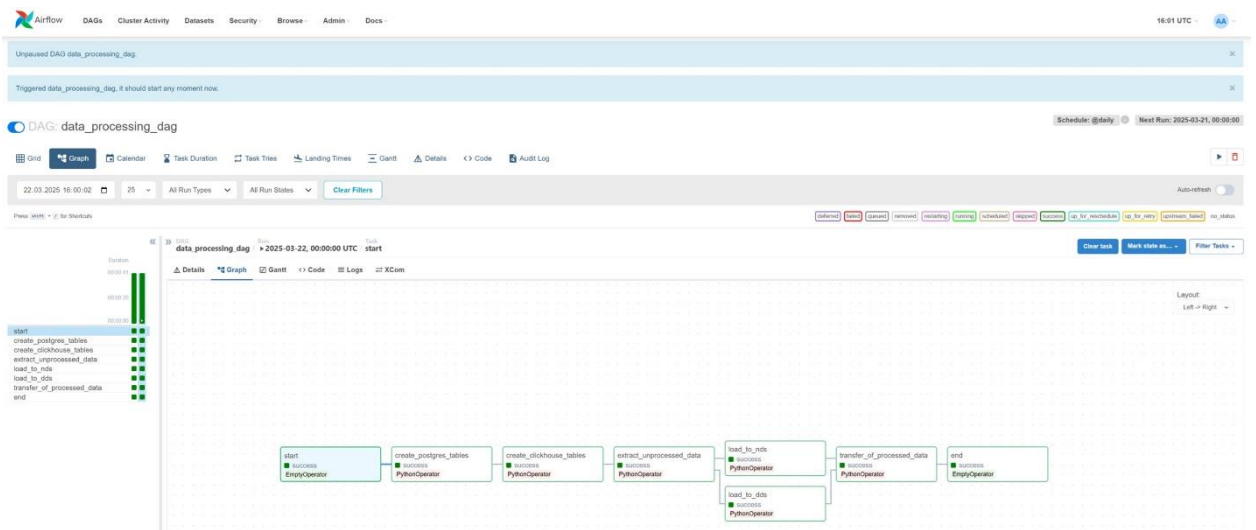 Airflow DAGs Cluster Activity Datasets Security Browse Admin Docs 16:01 UTC AA
Unpaused DAG data_processing_dag. ×
Triggered data_processing_dag, it should start any moment now. ×
DAG: data_processing_dag Schedule: @daily Next Run: 2025-03-21, 00:00:00
Grid Graph Calendar Task Duration Task Tries Landing Times Gantt Details <> Code Audit Log
22.03.2025 16:00:02 25 All Run Types All Run States Clear Filters Auto-refresh
Press shift + / for Shortcuts deferred failed queued removed restarting running scheduled skipped success up_for_reschedule up_for_retry upstream_failed no_status
DAG Run Task
data_processing_dag / 2025-03-22, 00:00:00 UTC / start Clear task Mark state as... Filter Tasks
Duration
Details Graph Gantt <> Code Logs XCom
Layout:
Left -> Right
start
create_postgres_tables
create_clickhouse_tables
extract_unprocessed_data
load_to_nds
load_to_dds
transfer_of_processed_data
end
start
success
EmptyOperator
create_postgres_tables
success
PythonOperator
create_clickhouse_tables
success
PythonOperator
extract_unprocessed_data
success
PythonOperator
load_to_nds
success
PythonOperator
load_to_dds
success
PythonOperator
transfer_of_processed_data
success
PythonOperator
end
success
EmptyOperator